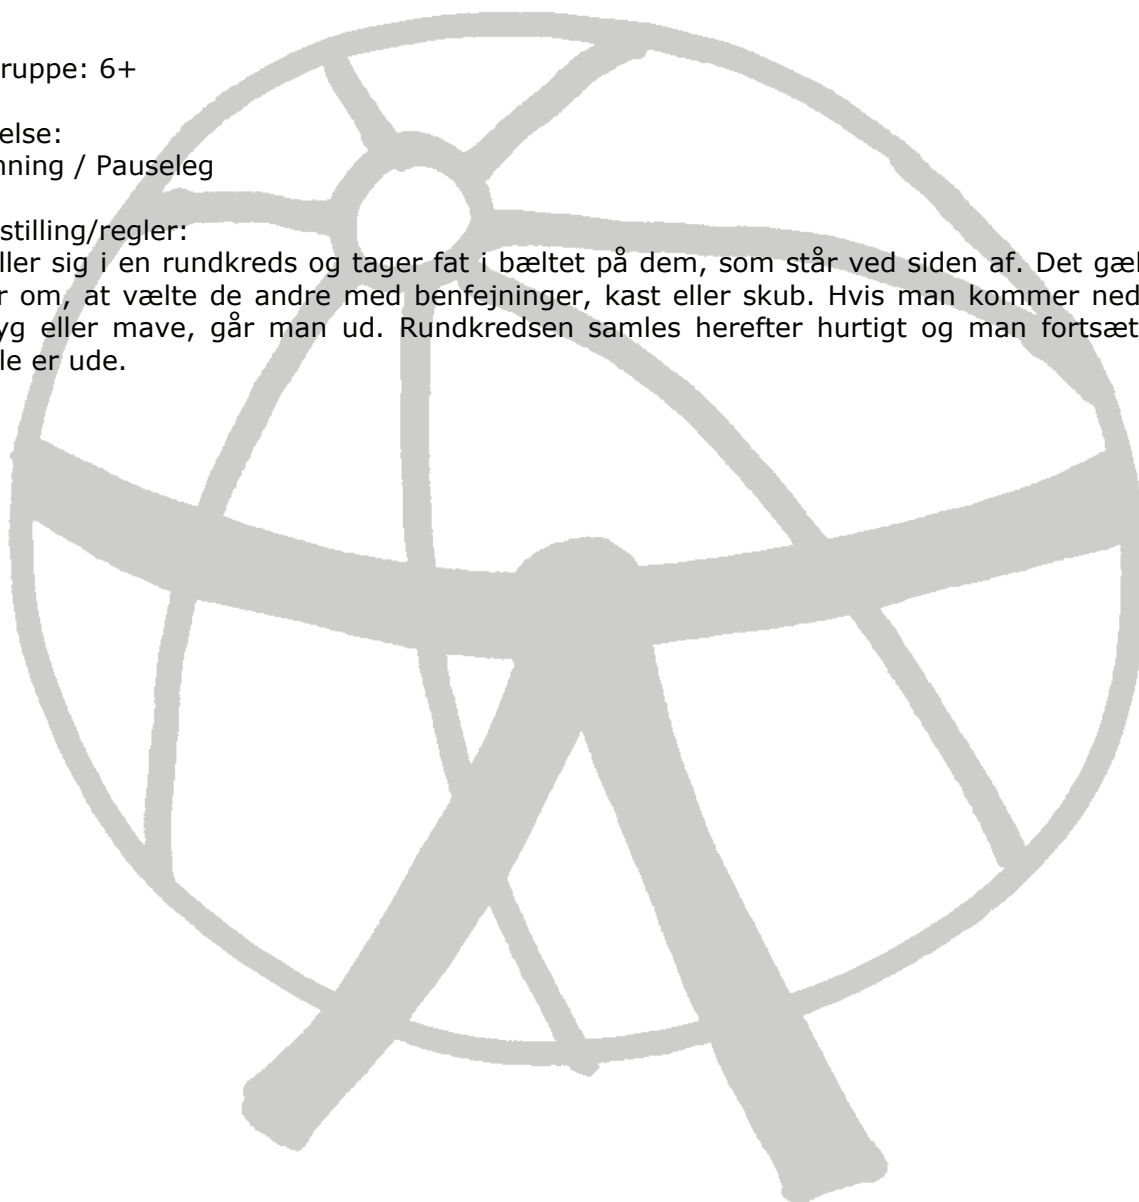 ruppe: 6+
else:
nning / Pauseleg
stilling/regler:
ller sig i en rundkreds og tager fat i bæltet på dem, som står ved siden af. Det gæl
r om, at vælte de andre med benfejninger, kast eller skub. Hvis man kommer ned
yg eller mave, går man ud. Rundkredsen samles herefter hurtigt og man fortsæt
le er ude.